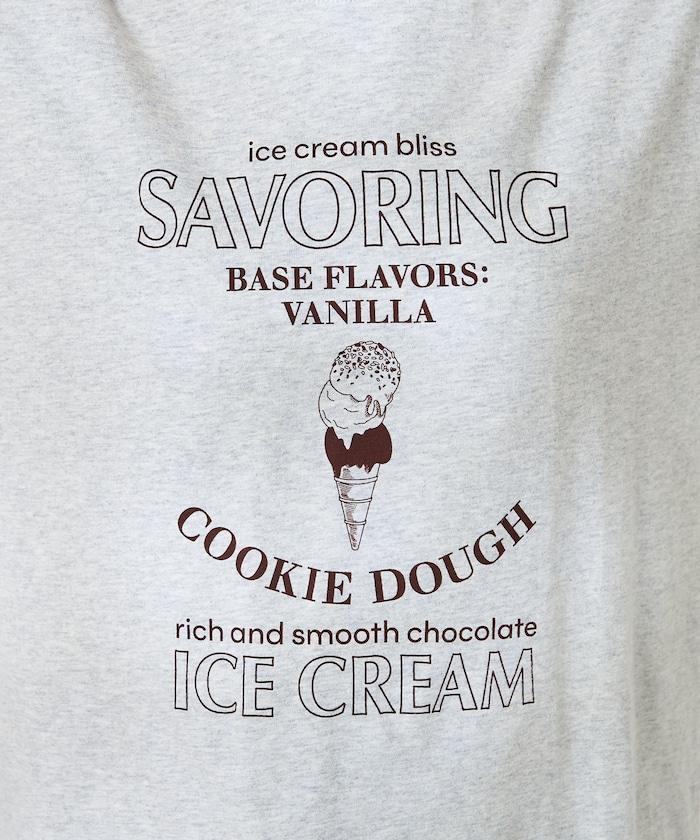 ice cream bliss
SAVORING
BASE FLAVORS:
VANILLA
COOKIE DOUGH
rich and smooth chocolate
ICE CREAM